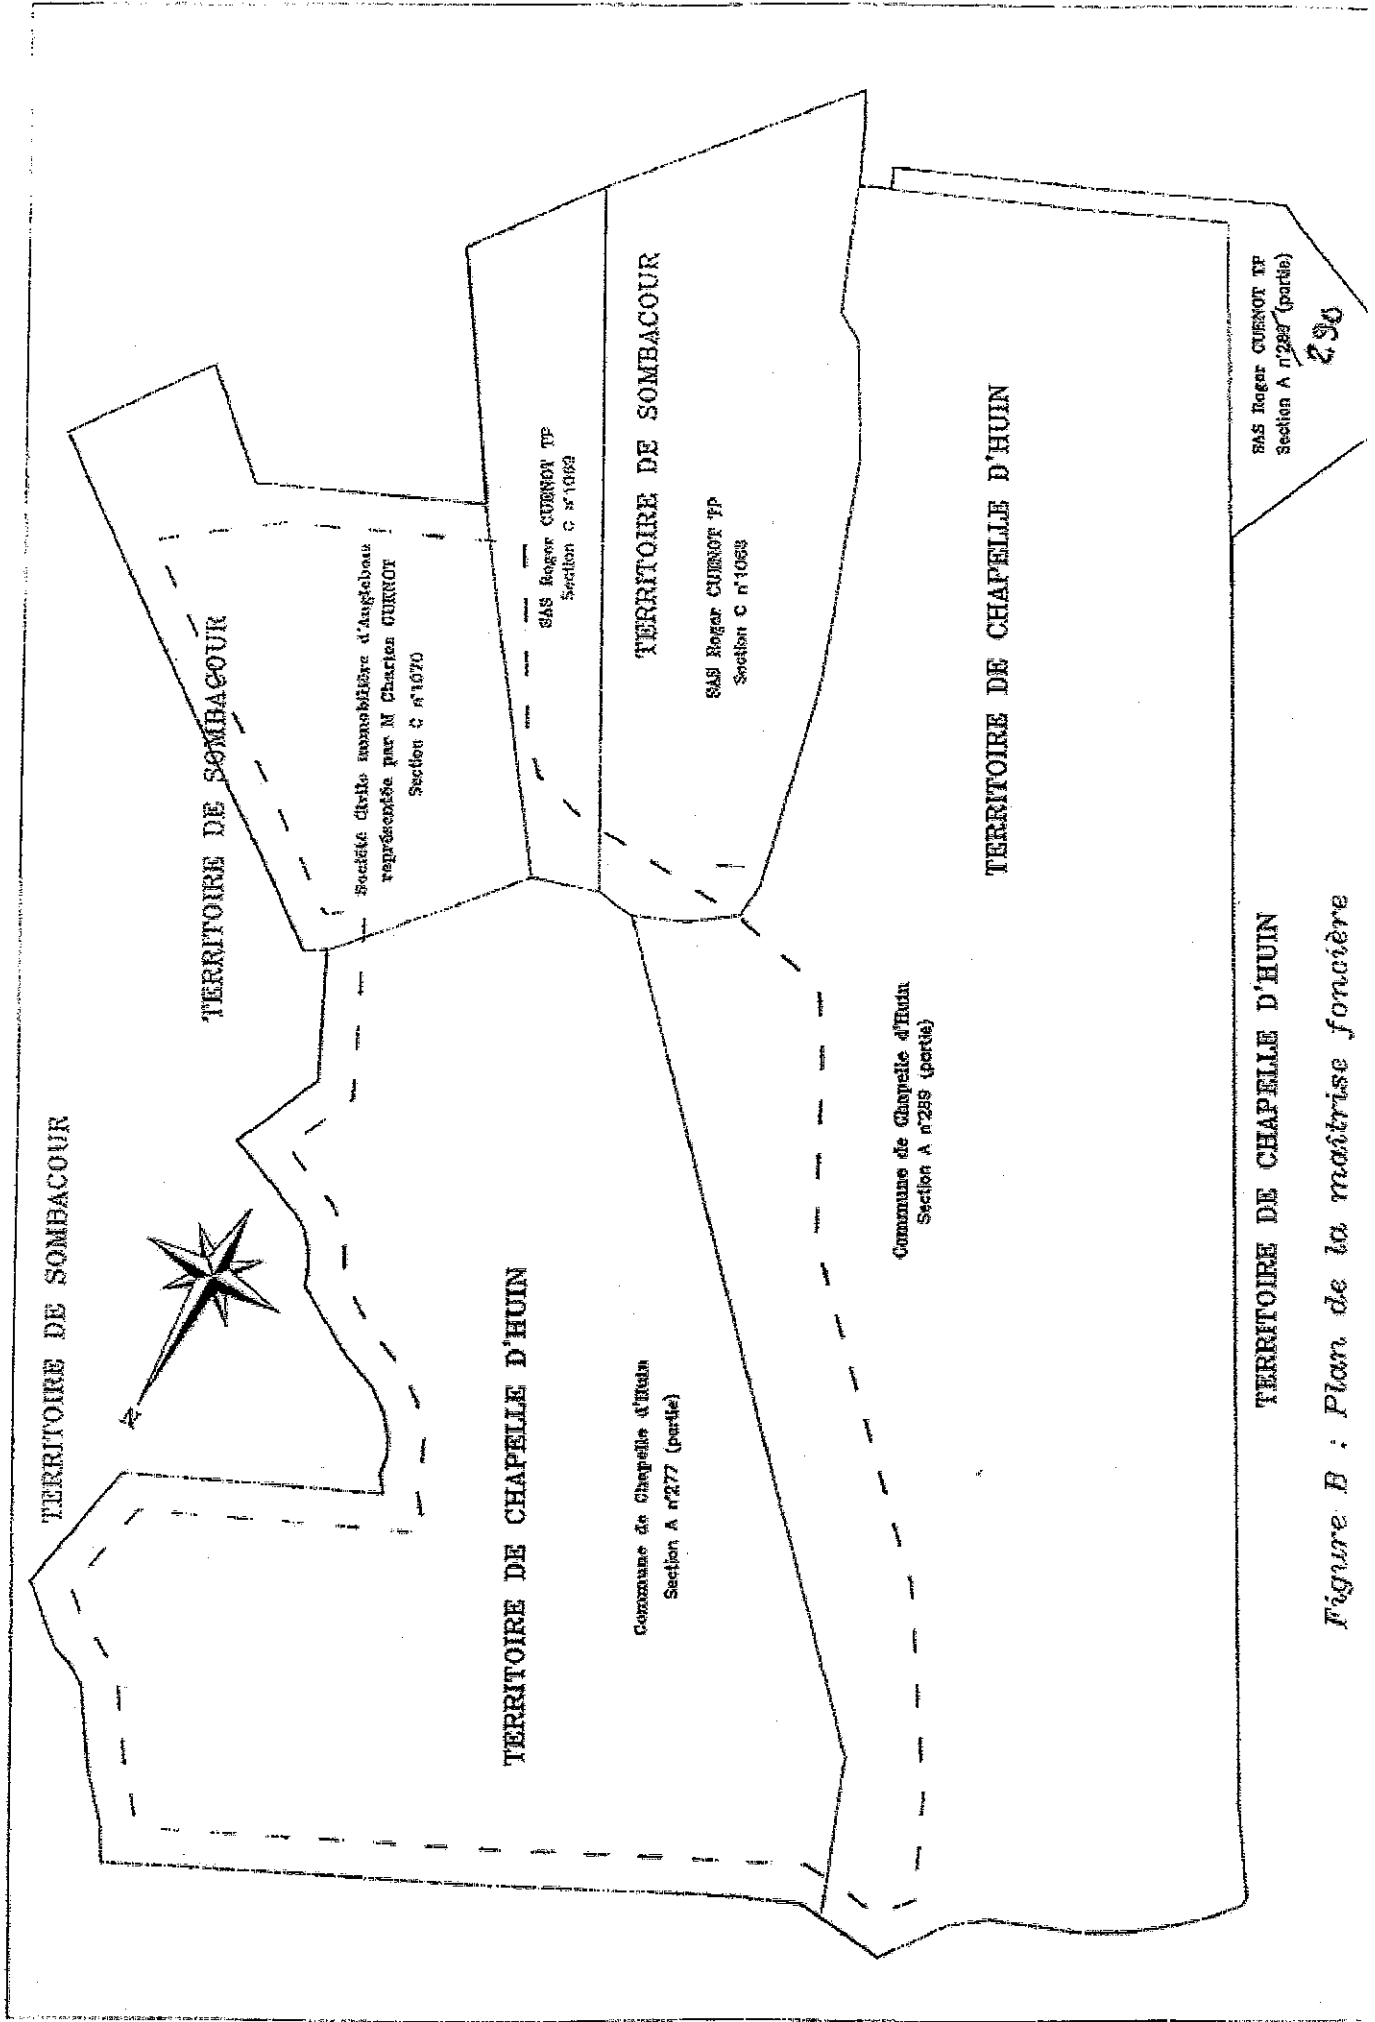 TERRITOIRE DE SOMBACOUR
TERRITOIRE DE SOMBACOUR
N
Société Civile immobilière d'Anglebeau
représentée par M Charles CUENOT
Section C n°1070
SAS Roger CUENOT TP
Section C n°1069
TERRITOIRE DE SOMBACOUR
SAS Roger CUENOT TP
Section C n°1068
TERRITOIRE DE CHAPELLE D'HUIN
Commune de Chapelle d'Huin
Section A n°277 (partie)
TERRITOIRE DE CHAPELLE D'HUIN
Commune de Chapelle d'Huin
Section A n°289 (partie)
SAS Roger CUENOT TP
Section A n°289 (partie)
290
TERRITOIRE DE CHAPELLE D'HUIN
Figure B : Plan de la maîtrise foncière